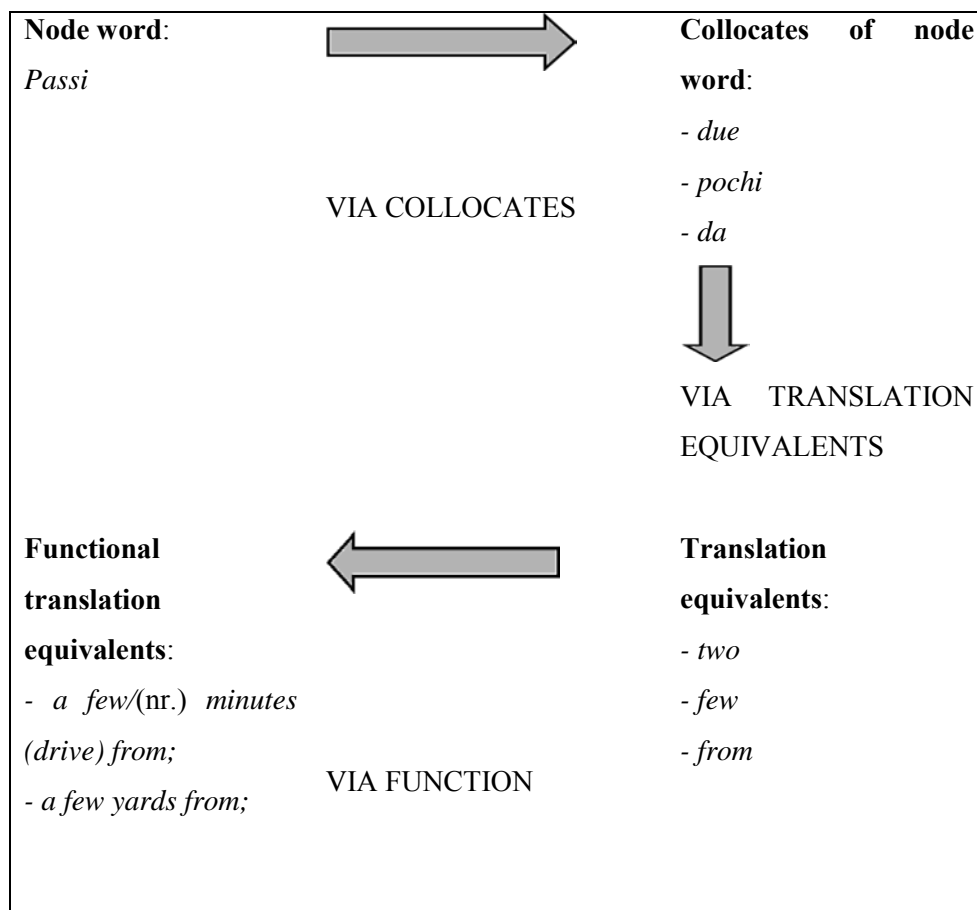 Node word:
Passi
VIA COLLOCATES
Collocates of node
word:
- due
- pochi
- da
VIA TRANSLATION
EQUIVALENTS
Translation
equivalents:
- two
- few
- from
VIA FUNCTION
Functional
translation
equivalents:
- a few/(nr.) minutes
(drive) from;
- a few yards from;